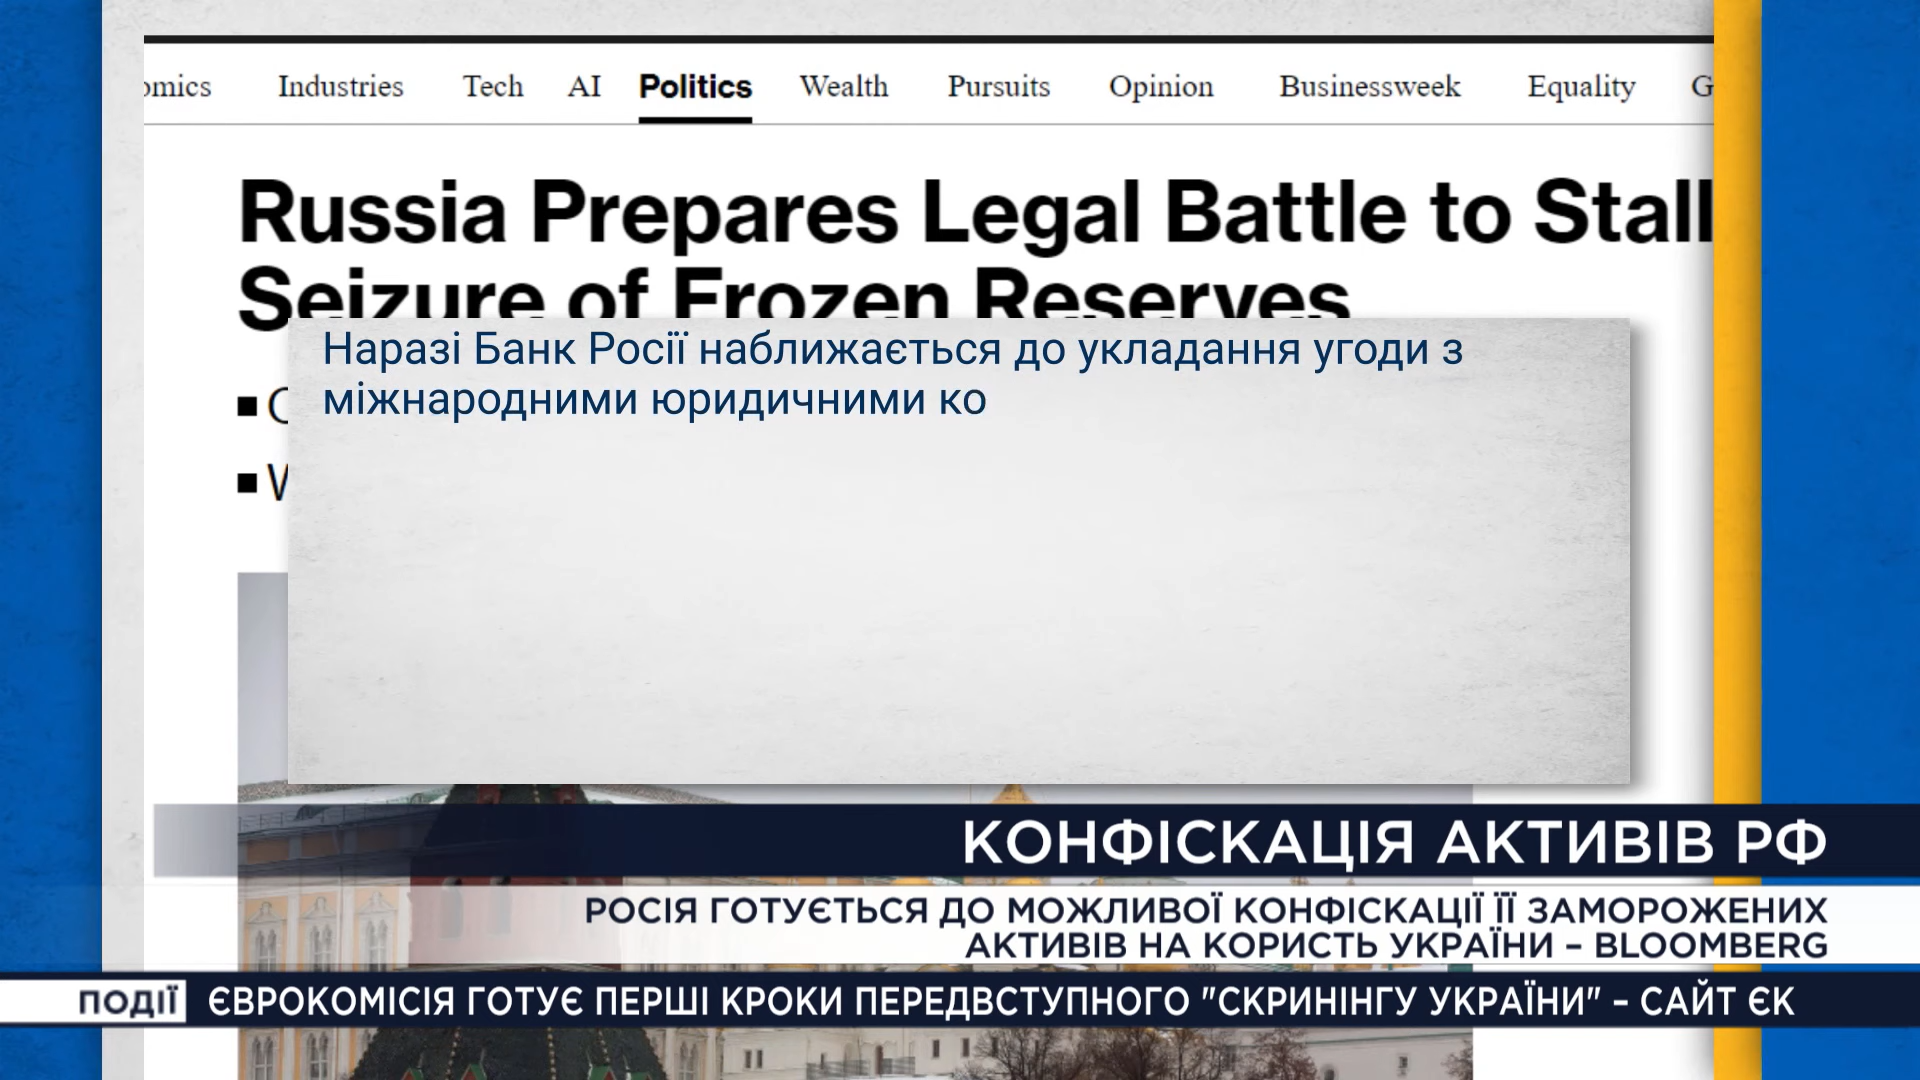 Industries Tech AI Politics Wealth Pursuits Opinion Businessweek Equality
Russia Prepares Legal Battle to Stall
Seizure of Frozen Reserves
Наразі Банк Росії наближається до укладання угоди з
міжнародними юридичними ко
КОНФІСКАЦІЯ АКТИВІВ РФ
РОСІЯ ГОТУЄТЬСЯ ДО МОЖЛИВОЇ КОНФІСКАЦІЇ ЇЇ ЗАМОРОЖЕНИХ
АКТИВІВ НА КОРИСТЬ УКРАЇНИ – BLOOMBERG
ПОДІЇ ЄВРОКОМІСІЯ ГОТУЄ ПЕРШІ КРОКИ ПЕРЕДВСТУПНОГО "СКРИНІНГУ УКРАЇНИ" – САЙТ ЄК